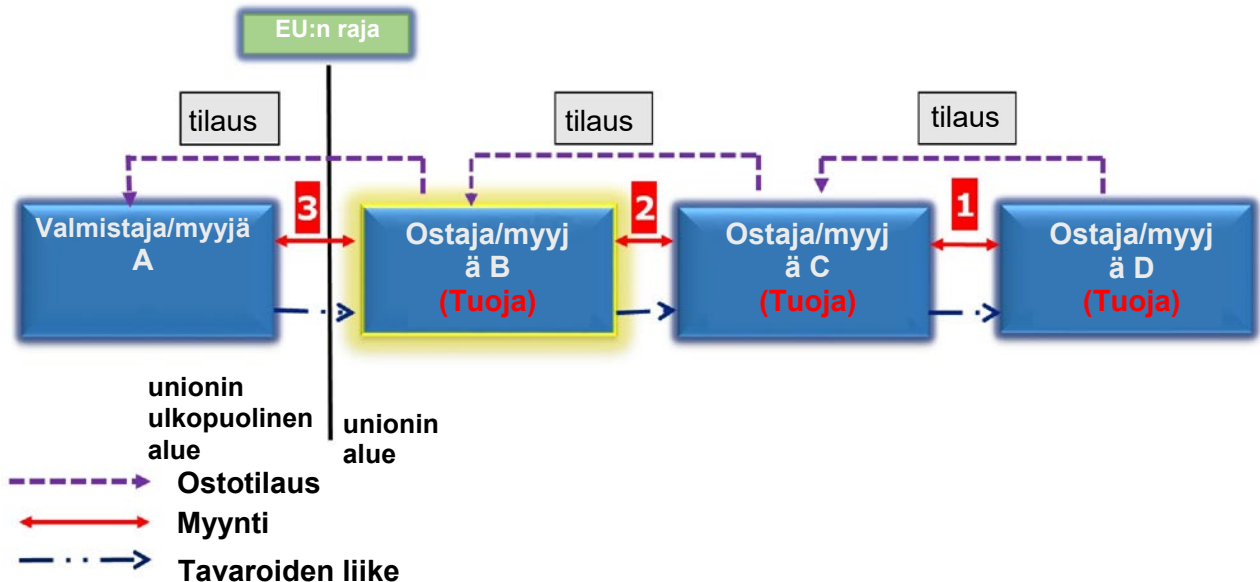 EU:n raja
tilaus
tilaus
tilaus
3
2
1
Valmistaja/myyjä
A
Ostaja/myyj
ä B
(Tuoja)
Ostaja/myyj
ä C
(Tuoja)
Ostaja/myyj
ä D
(Tuoja)
unionin
ulkopuolinen
alue
unionin
alue
Ostotilaus
Myynti
Tavaroiden liike